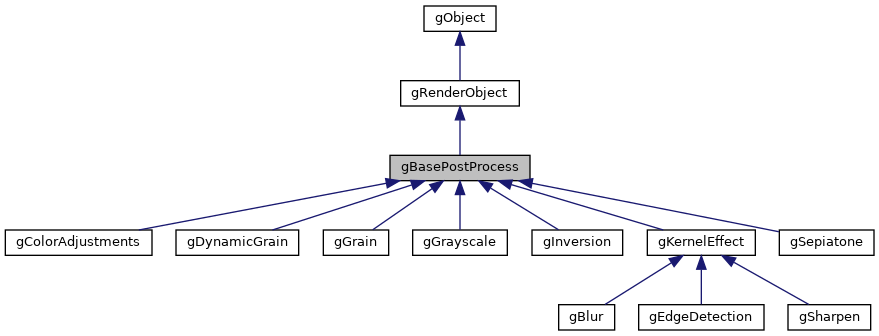 gObject
gRenderObject
gBasePostProcess
gColorAdjustments
gDynamicGrain
gGrain
gGrayscale
gInversion
gKernelEffect
gSepiatone
gBlur
gEdgeDetection
gSharpen